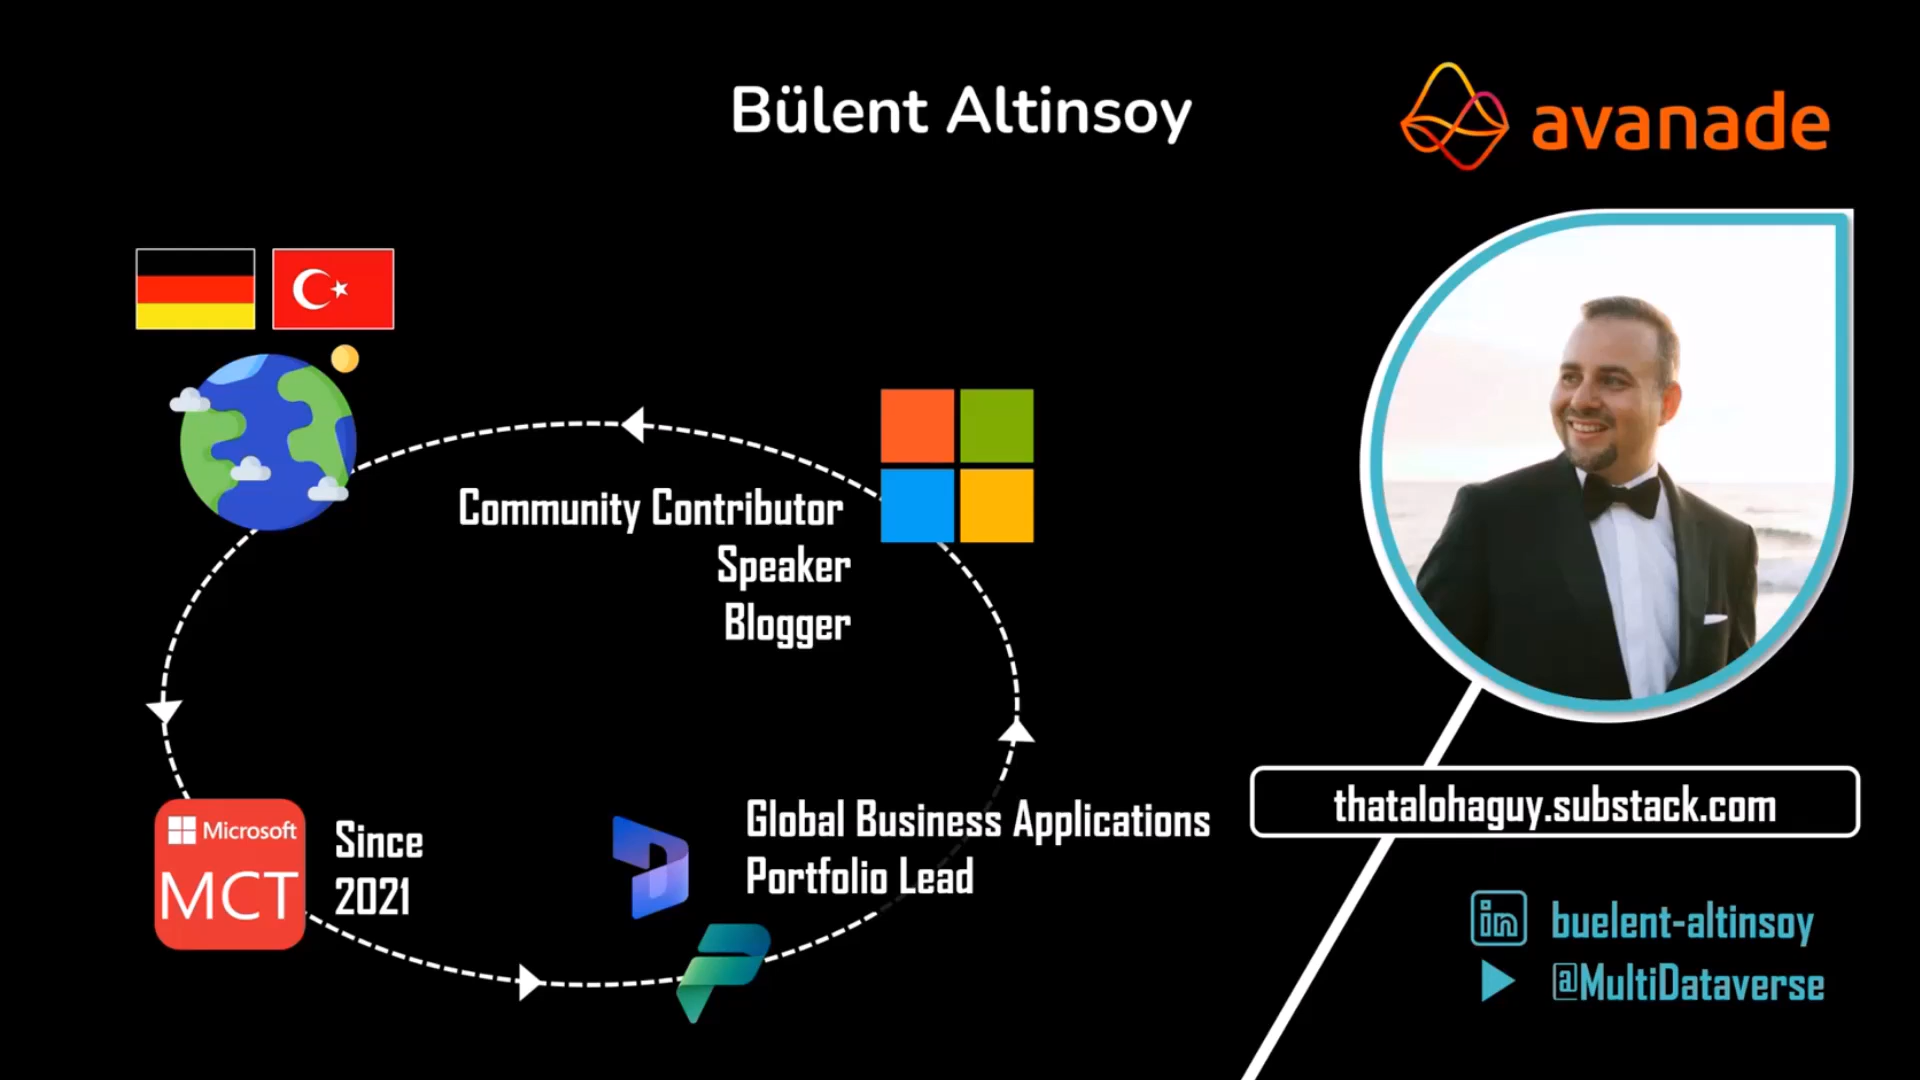 Bülent Altinsoy
avanade
Community Contributor
Speaker
Blogger
Microsoft
MCT
Since
2021
Global Business Applications
Portfolio Lead
thatalohaguy.substack.com
in
buelent-altinsoy
@MultiDataverse